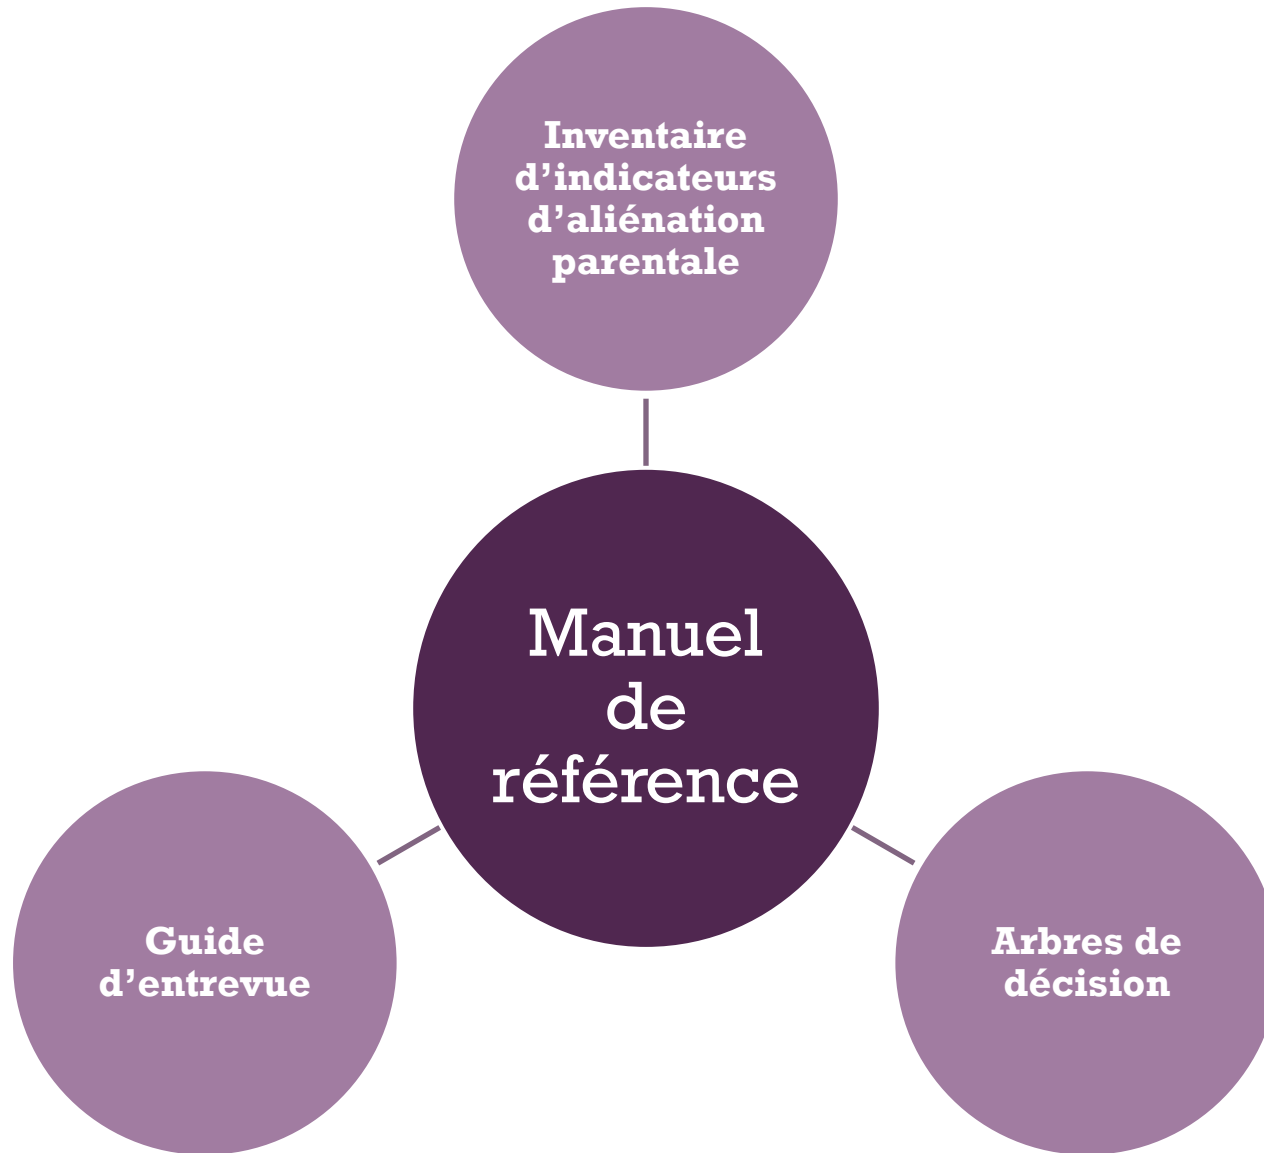 Inventaire
d’indicateurs
d’aliénation
parentale
Manuel
de
référence
Guide
d’entrevue
Arbres de
décision